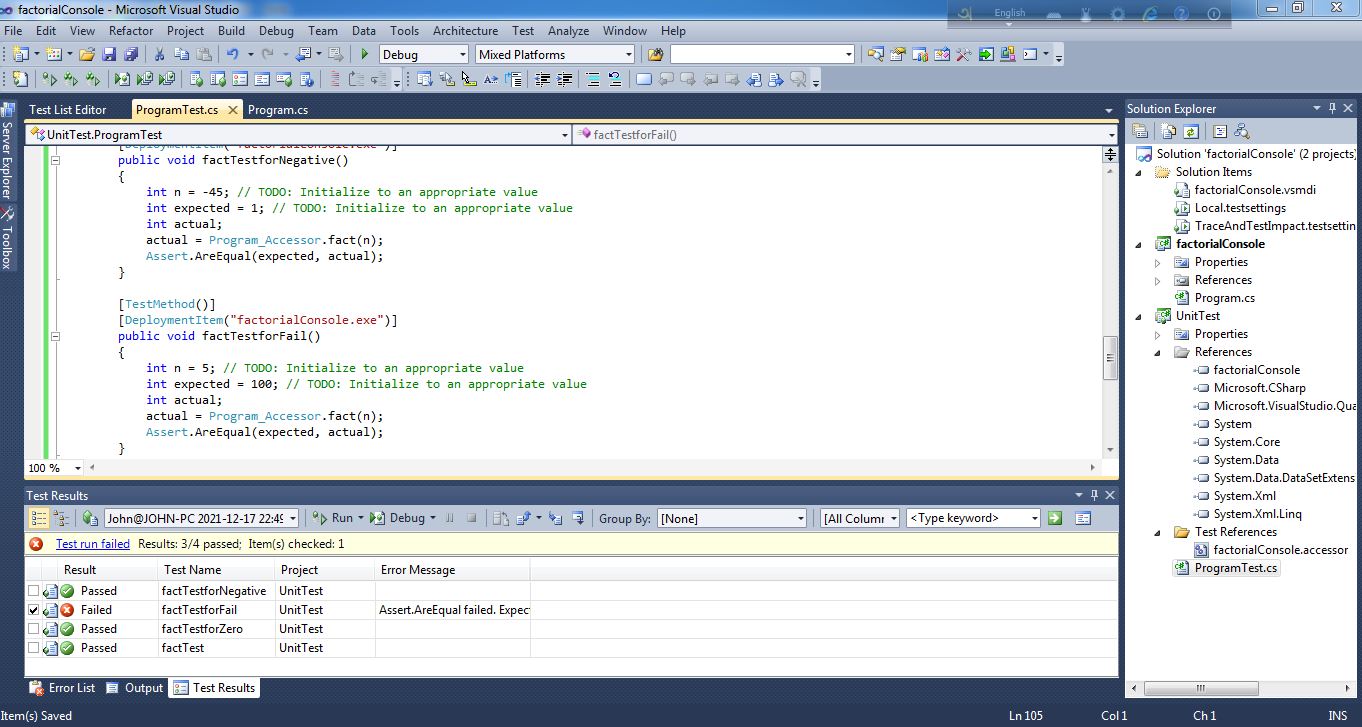 factorialConsole - Microsoft Visual Studio
English
File Edit View Refactor Project Build Debug Team Data Tools Architecture Test Analyze Window Help
Debug Mixed Platforms
Server Explorer
Toolbox
Test List Editor ProgramTest.cs Program.cs
UnitTest.ProgramTest factTestforFail()
[DeploymentItem("factorialConsole.exe")]
public void factTestforNegative()
{
int n = -45; // TODO: Initialize to an appropriate value
int expected = 1; // TODO: Initialize to an appropriate value
int actual;
actual = Program_Accessor.fact(n);
Assert.AreEqual(expected, actual);
}
[TestMethod()]
[DeploymentItem("factorialConsole.exe")]
public void factTestforFail()
{
int n = 5; // TODO: Initialize to an appropriate value
int expected = 100; // TODO: Initialize to an appropriate value
int actual;
actual = Program_Accessor.fact(n);
Assert.AreEqual(expected, actual);
}
100 %
Solution Explorer
Solution 'factorialConsole' (2 projects)
Solution Items
factorialConsole.vsmdi
Local.testsettings
TraceAndTestImpact.testsettin
factorialConsole
Properties
References
Program.cs
UnitTest
Properties
References
factorialConsole
Microsoft.CSharp
Microsoft.VisualStudio.Qua
System
System.Core
System.Data
System.Data.DataSetExtens
System.Xml
System.Xml.Linq
Test References
factorialConsole.accessor
ProgramTest.cs
Test Results
John@JOHN-PC 2021-12-17 22:49 Run Debug Group By: [None] [All Column <Type keyword>
Test run failed Results: 3/4 passed; Item(s) checked: 1
Result Test Name Project Error Message
Passed factTestforNegative UnitTest
Failed factTestforFail UnitTest Assert.AreEqual failed. Expec
Passed factTestforZero UnitTest
Passed factTest UnitTest
Error List Output Test Results
Item(s) Saved Ln 105 Col 1 Ch 1 INS